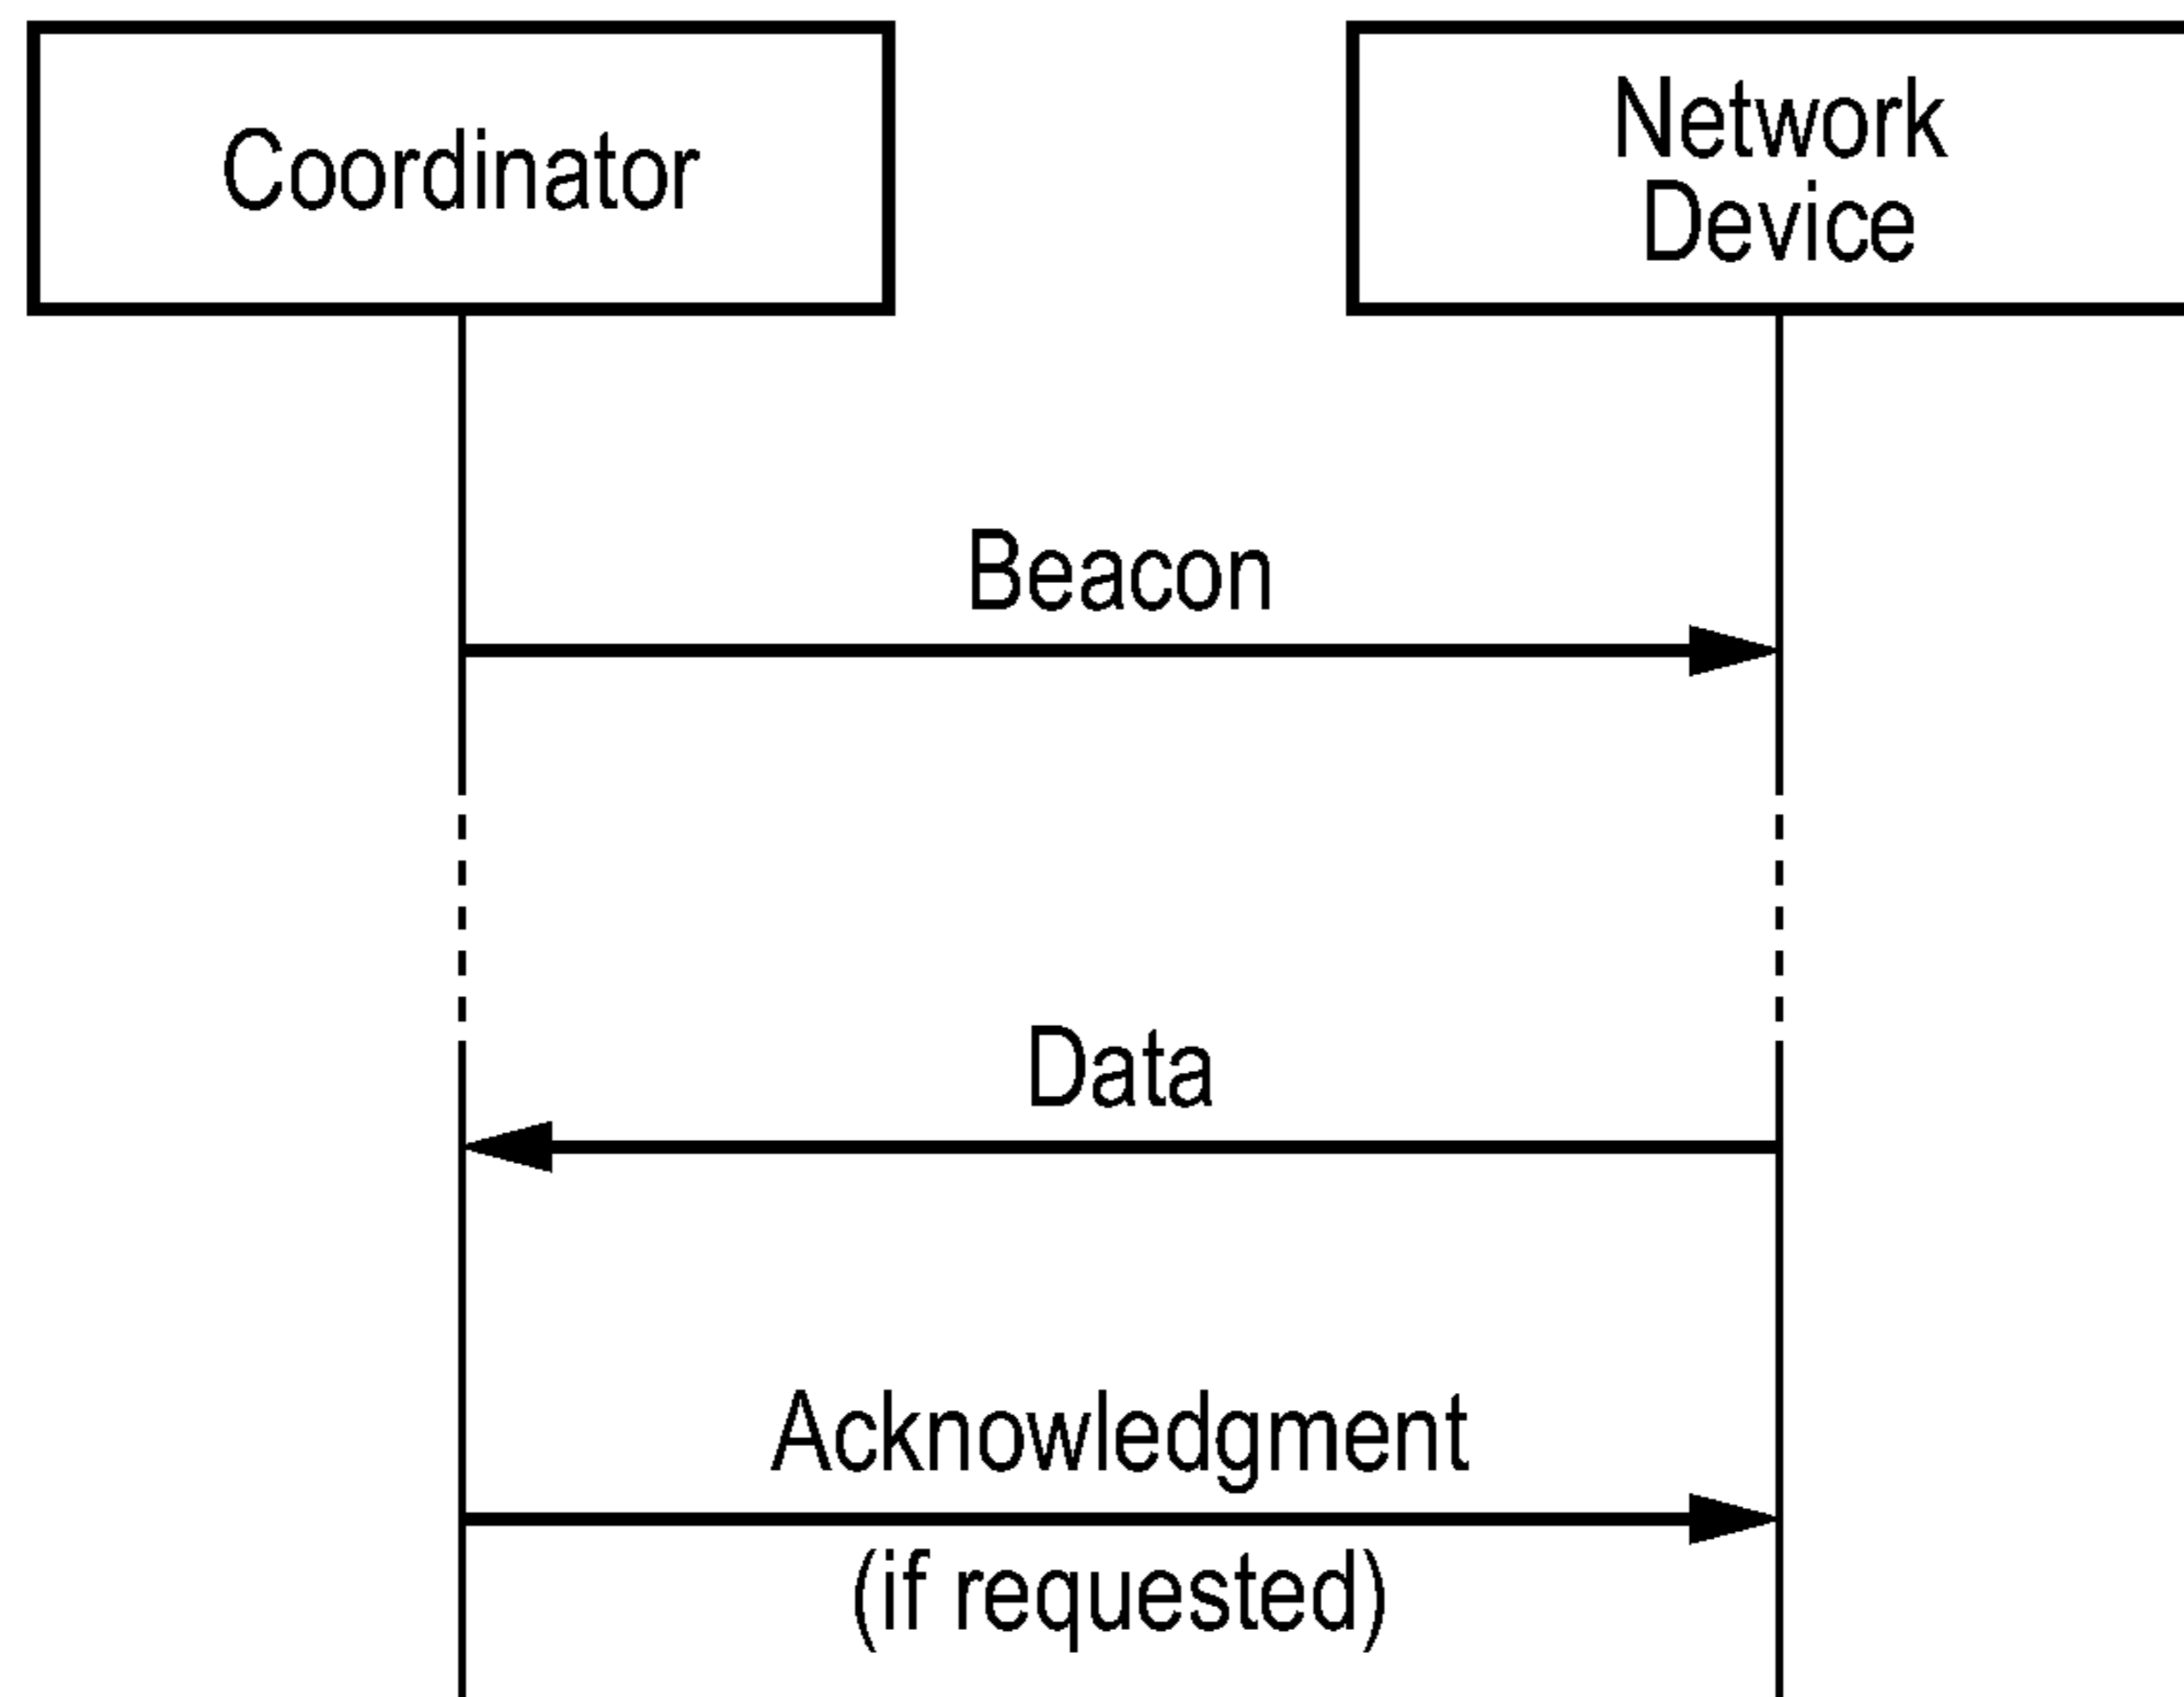 Coordinator
Network
Device
Beacon
Data
Acknowledgment
(if requested)